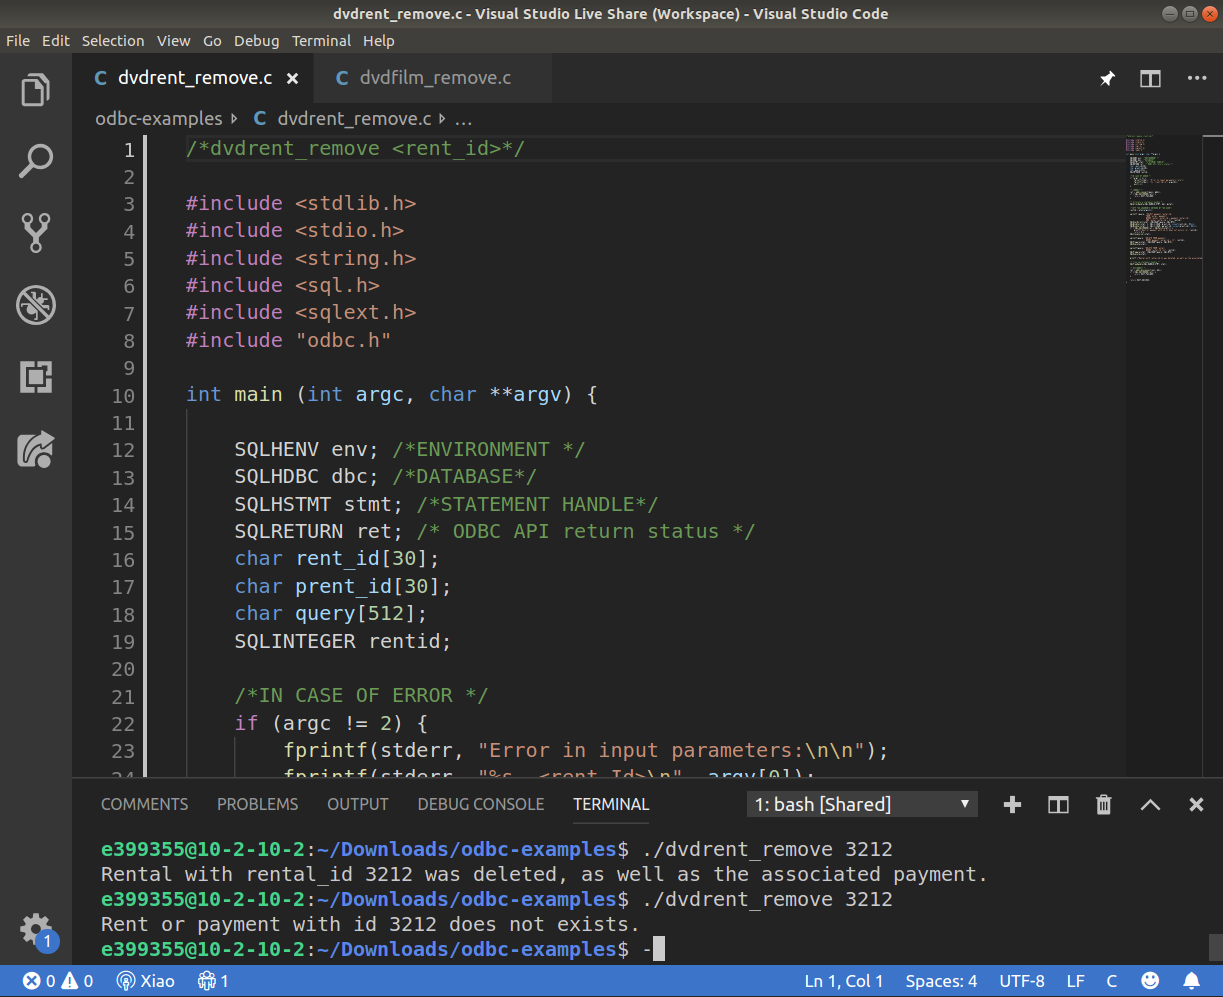 dvdrent_remove.c - Visual Studio Live Share (Workspace) - Visual Studio Code
File Edit Selection View Go Debug Terminal Help
C dvdrent_remove.c C dvdfilm_remove.c
odbc-examples C dvdrent_remove.c ...
1 /*dvdrent_remove <rent_id>*/
2
3 #include <stdlib.h>
4 #include <stdio.h>
5 #include <string.h>
6 #include <sql.h>
7 #include <sqlext.h>
8 #include "odbc.h"
9
10 int main (int argc, char **argv) {
11
12 SQLHENV env; /*ENVIRONMENT */
13 SQLHDBC dbc; /*DATABASE*/
14 SQLHSTMT stmt; /*STATEMENT HANDLE*/
15 SQLRETURN ret; /* ODBC API return status */
16 char rent_id[30];
17 char prent_id[30];
18 char query[512];
19 SQLINTEGER rentid;
20
21 /*IN CASE OF ERROR */
22 if (argc != 2) {
23 fprintf(stderr, "Error in input parameters:\n\n");
24 fprintf(stderr, "%s <rent_Id>\n", argv[0]);
COMMENTS PROBLEMS OUTPUT DEBUG CONSOLE TERMINAL 1: bash [Shared]
e399355@10-2-10-2:~/Downloads/odbc-examples$ ./dvdrent_remove 3212
Rental with rental_id 3212 was deleted, as well as the associated payment.
e399355@10-2-10-2:~/Downloads/odbc-examples$ ./dvdrent_remove 3212
Rent or payment with id 3212 does not exists.
e399355@10-2-10-2:~/Downloads/odbc-examples$ -
1
0 0 Xiao 1 Ln 1, Col 1 Spaces: 4 UTF-8 LF C